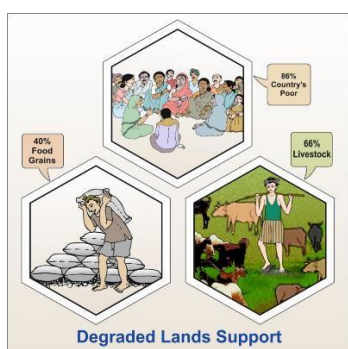 86%
Country's
Poor
40%
Food
Grains
66%
Livestock
Degraded Lands Support